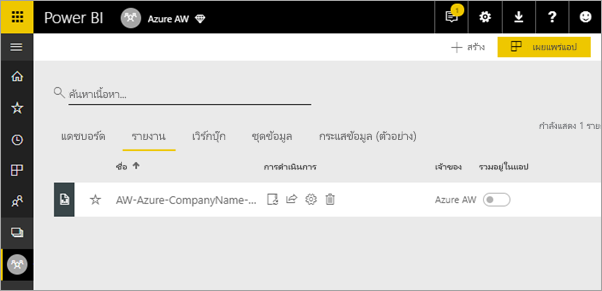 Power BI
Azure AW
1
?
สร้าง
เผยแพร่แอป
ค้นหาเนื้อหา...
แดชบอร์ด รายงาน เวิร์กบุ๊ก ชุดข้อมูล กระแสข้อมูล (ตัวอย่าง)
กำลังแสดง 1 ราย
ชื่อ การดำเนินการ เจ้าของ รวมอยู่ในแอป
AW-Azure-CompanyName-... Azure AW